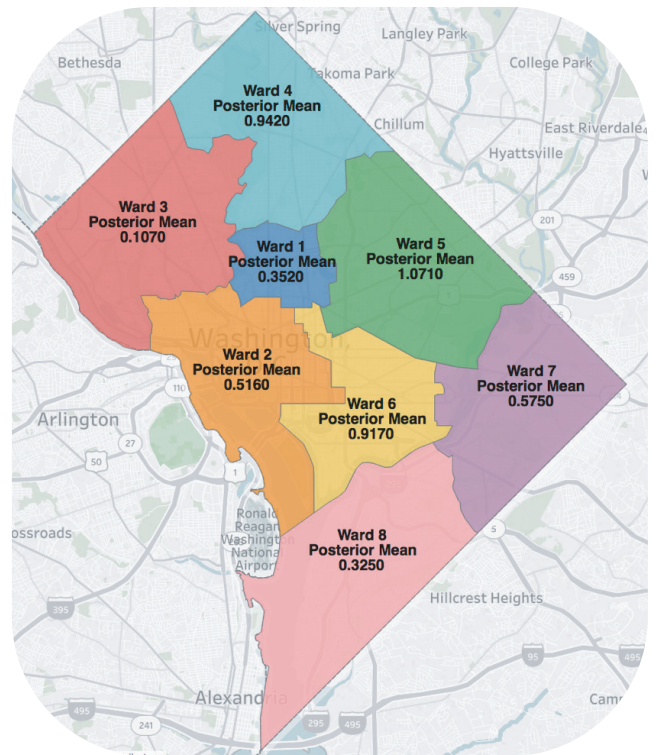 Silver Spring
Langley Park
Bethesda
College Park
Takoma Park
Ward 4
Posterior Mean
0.9420
Chillum
East Riverdale
Hyattsville
Ward 3
Posterior Mean
0.1070
201
Ward 1
Posterior Mean
0.3520
Ward 5
Posterior Mean
1.0710
459
Washington,
Ward 2
Posterior Mean
0.5160
Ward 7
Posterior Mean
0.5750
110
Ward 6
Posterior Mean
0.9170
Arlington
27
50
1
Ronald
Reagan
Washington
National
Airport
Ward 8
Posterior Mean
0.3250
5
ossroads
Hillcrest Heights
395
95
495
Alexandria
Cam
495
241
295
495